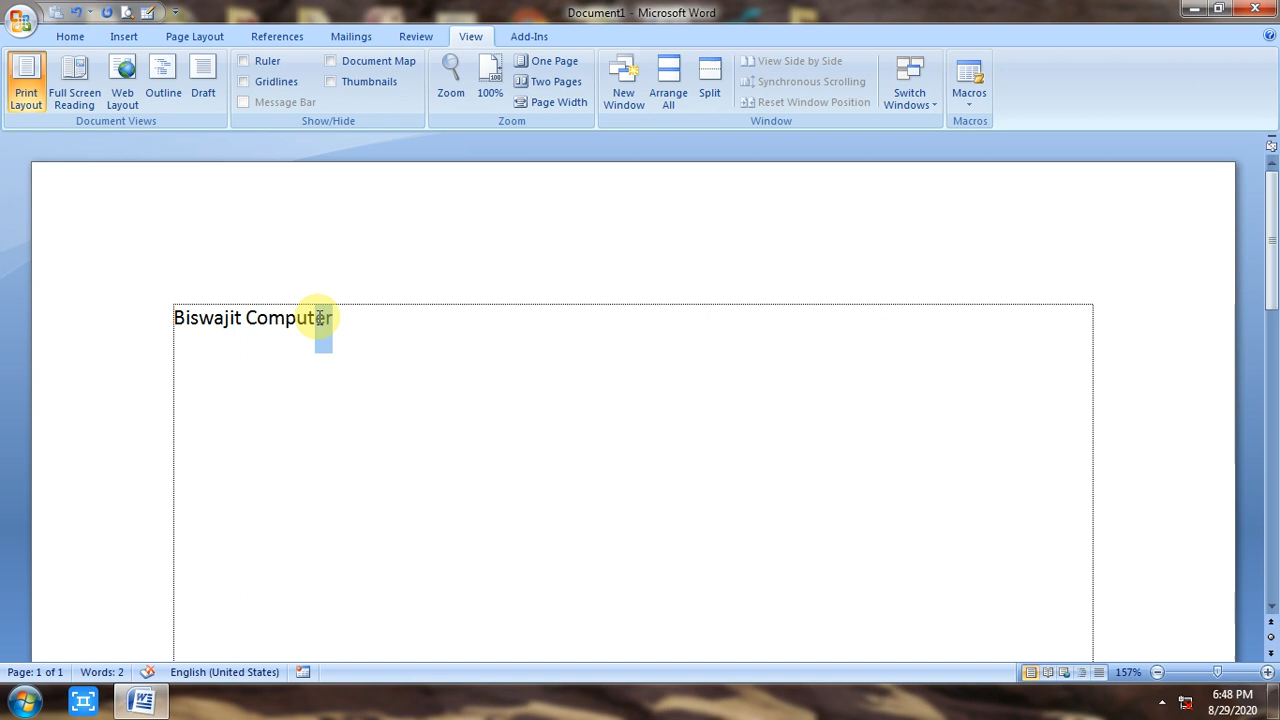 Document1 - Microsoft Word
Home Insert Page Layout References Mailings Review View Add-Ins
Print Layout
Full Screen Reading
Web Layout
Outline
Draft
Document Views
Ruler
Gridlines
Message Bar
Document Map
Thumbnails
Show/Hide
Zoom
100%
One Page
Two Pages
Page Width
Zoom
New Window
Arrange All
Split
View Side by Side
Synchronous Scrolling
Reset Window Position
Switch Windows
Window
Macros
Macros
Biswajit Computer
Page: 1 of 1 Words: 2 English (United States) 157%
6:48 PM
8/29/2020